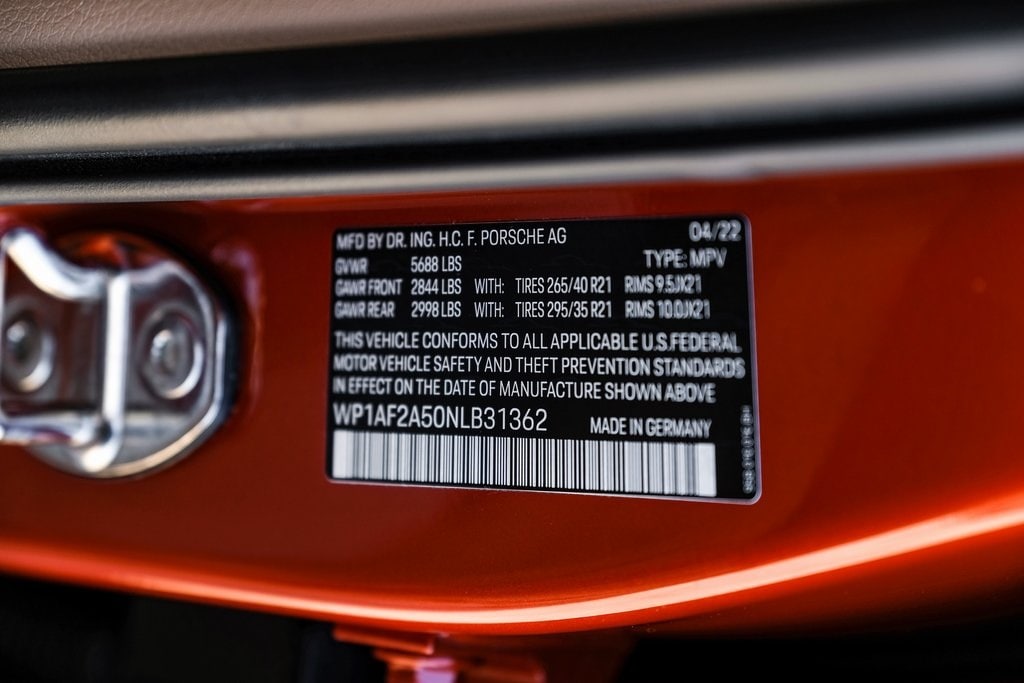 MFD BY DR. ING. H.C. F. PORSCHE AG 04/22
GVWR 5688 LBS TYPE: MPV
GAWR FRONT 2844 LBS WITH: TIRES 265/40 R21 RIMS 9.5JX21
GAWR REAR 2998 LBS WITH: TIRES 295/35 R21 RIMS 10.0JX21
THIS VEHICLE CONFORMS TO ALL APPLICABLE U.S.FEDERAL
MOTOR VEHICLE SAFETY AND THEFT PREVENTION STANDARDS
IN EFFECT ON THE DATE OF MANUFACTURE SHOWN ABOVE
WP1AF2A50NLB31362 MADE IN GERMANY